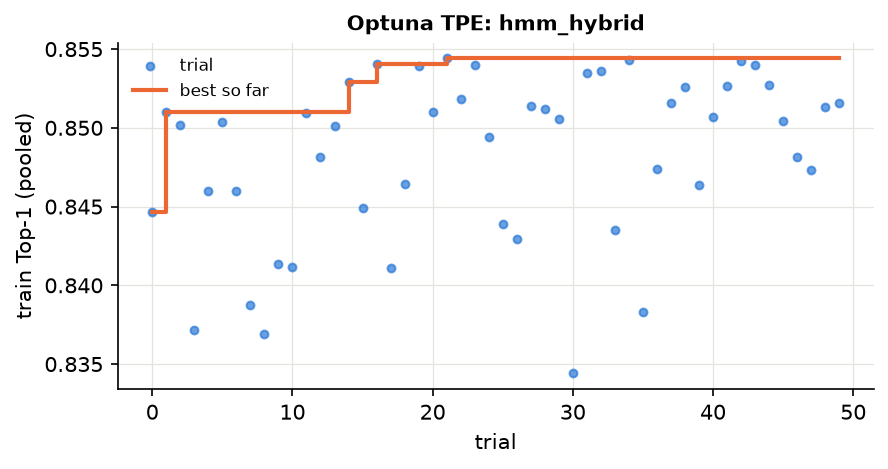 Optuna TPE: hmm_hybrid
train Top-1 (pooled)
0.855
0.850
0.845
0.840
0.835
trial
best so far
0
10
20
30
40
50
trial